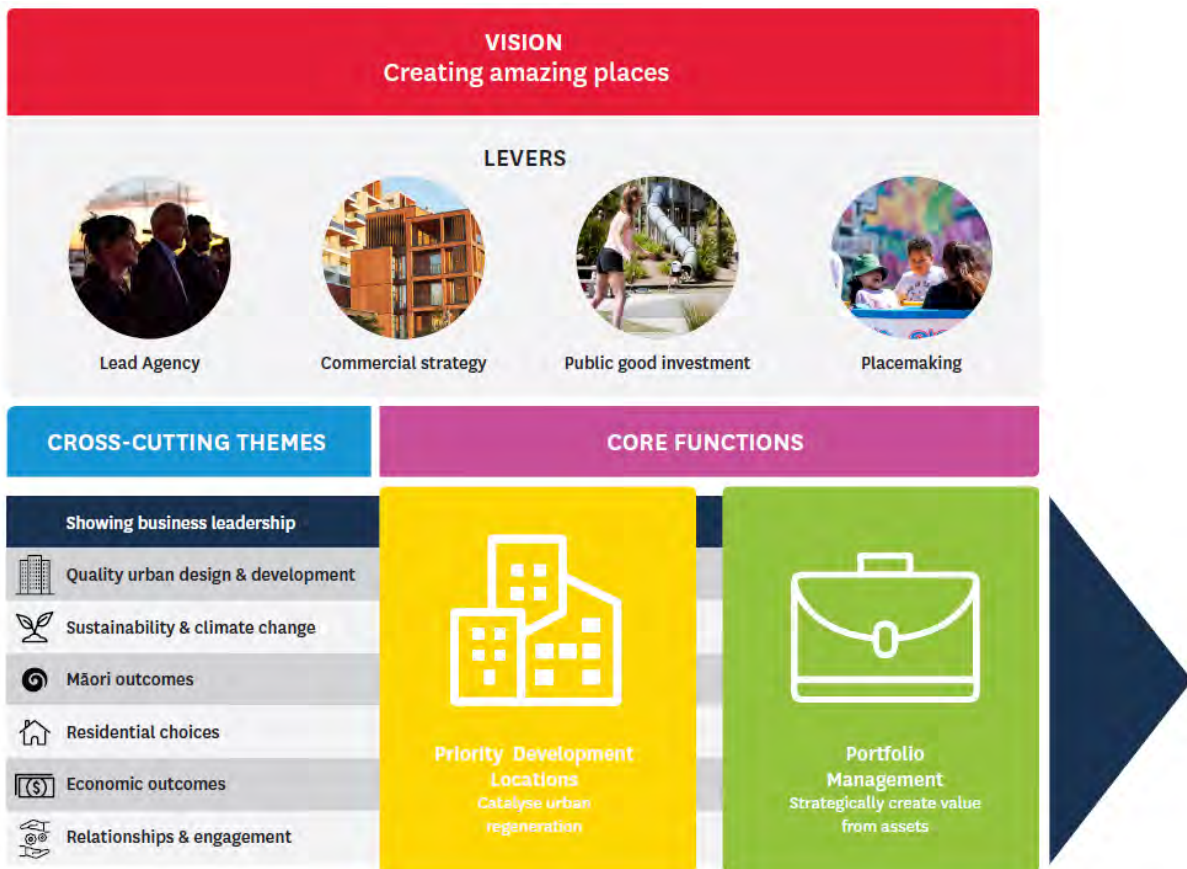 VISION
Creating amazing places
LEVERS
Lead Agency
Commercial strategy
Public good investment
Placemaking
CROSS-CUTTING THEMES
CORE FUNCTIONS
Showing business leadership
Quality urban design & development
Sustainability & climate change
Māori outcomes
Residential choices
Economic outcomes
Relationships & engagement
Priority Development
Locations
Catalyse urban
regeneration
Portfolio
Management
Strategically create value
from assets